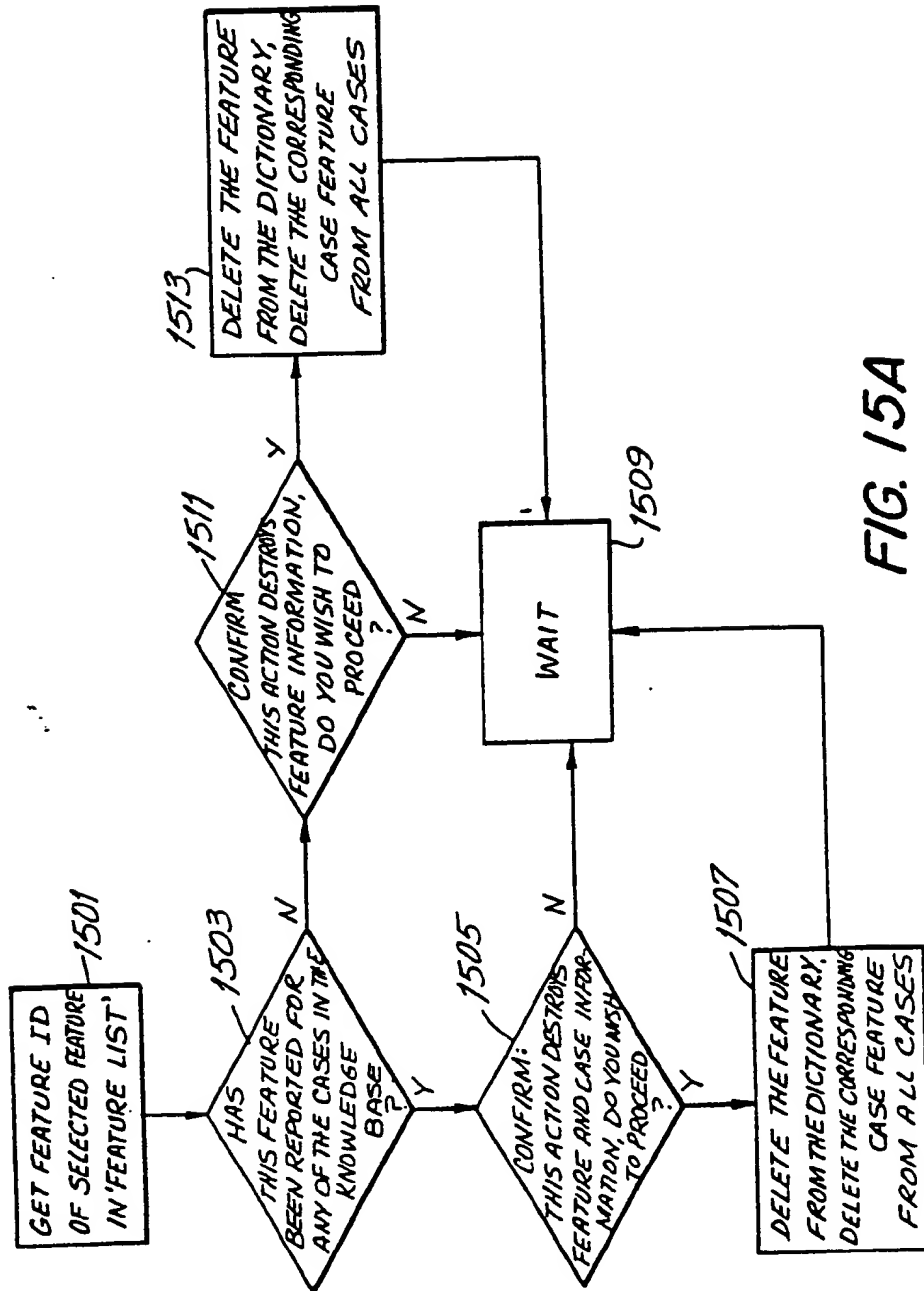 GET FEATURE ID
OF SELECTED FEATURE
IN 'FEATURE LIST'
1501
HAS
THIS FEATURE
BEEN REPORTED FOR
ANY OF THE CASES IN THE
KNOWLEDGE
BASE
?
1503
N
Y
CONFIRM
THIS ACTION DESTROYS
FEATURE INFORMATION,
DO YOU WISH TO
PROCEED
?
1511
Y
N
DELETE THE FEATURE
FROM THE DICTIONARY,
DELETE THE CORRESPONDING
CASE FEATURE
FROM ALL CASES
1513
CONFIRM:
THIS ACTION DESTROYS
FEATURE AND CASE INFOR-
MATION, DO YOU WISH
TO PROCEED
?
1505
N
Y
WAIT
1509
DELETE THE FEATURE
FROM THE DICTIONARY,
DELETE THE CORRESPONDING
CASE FEATURE
FROM ALL CASES
1507
FIG. 15A